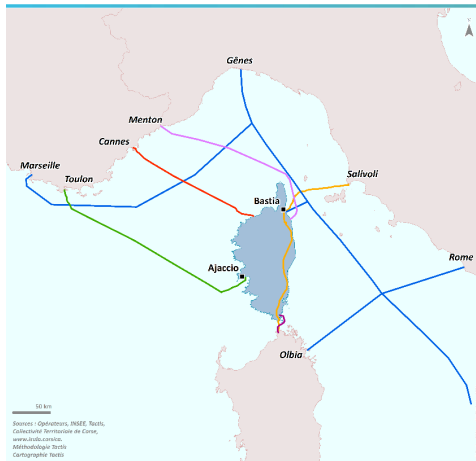 Gênes
Menton
Cannes
Marseille
Toulon
Salivoli
Bastia
Rome
Ajaccio
Olbia
50 km
Sources : Opérateurs, INSEE, Tactis,
Collectivité Territoriale de Corse,
www.isula.corsica.
Méthodologie Tactis
Cartographie Tactis